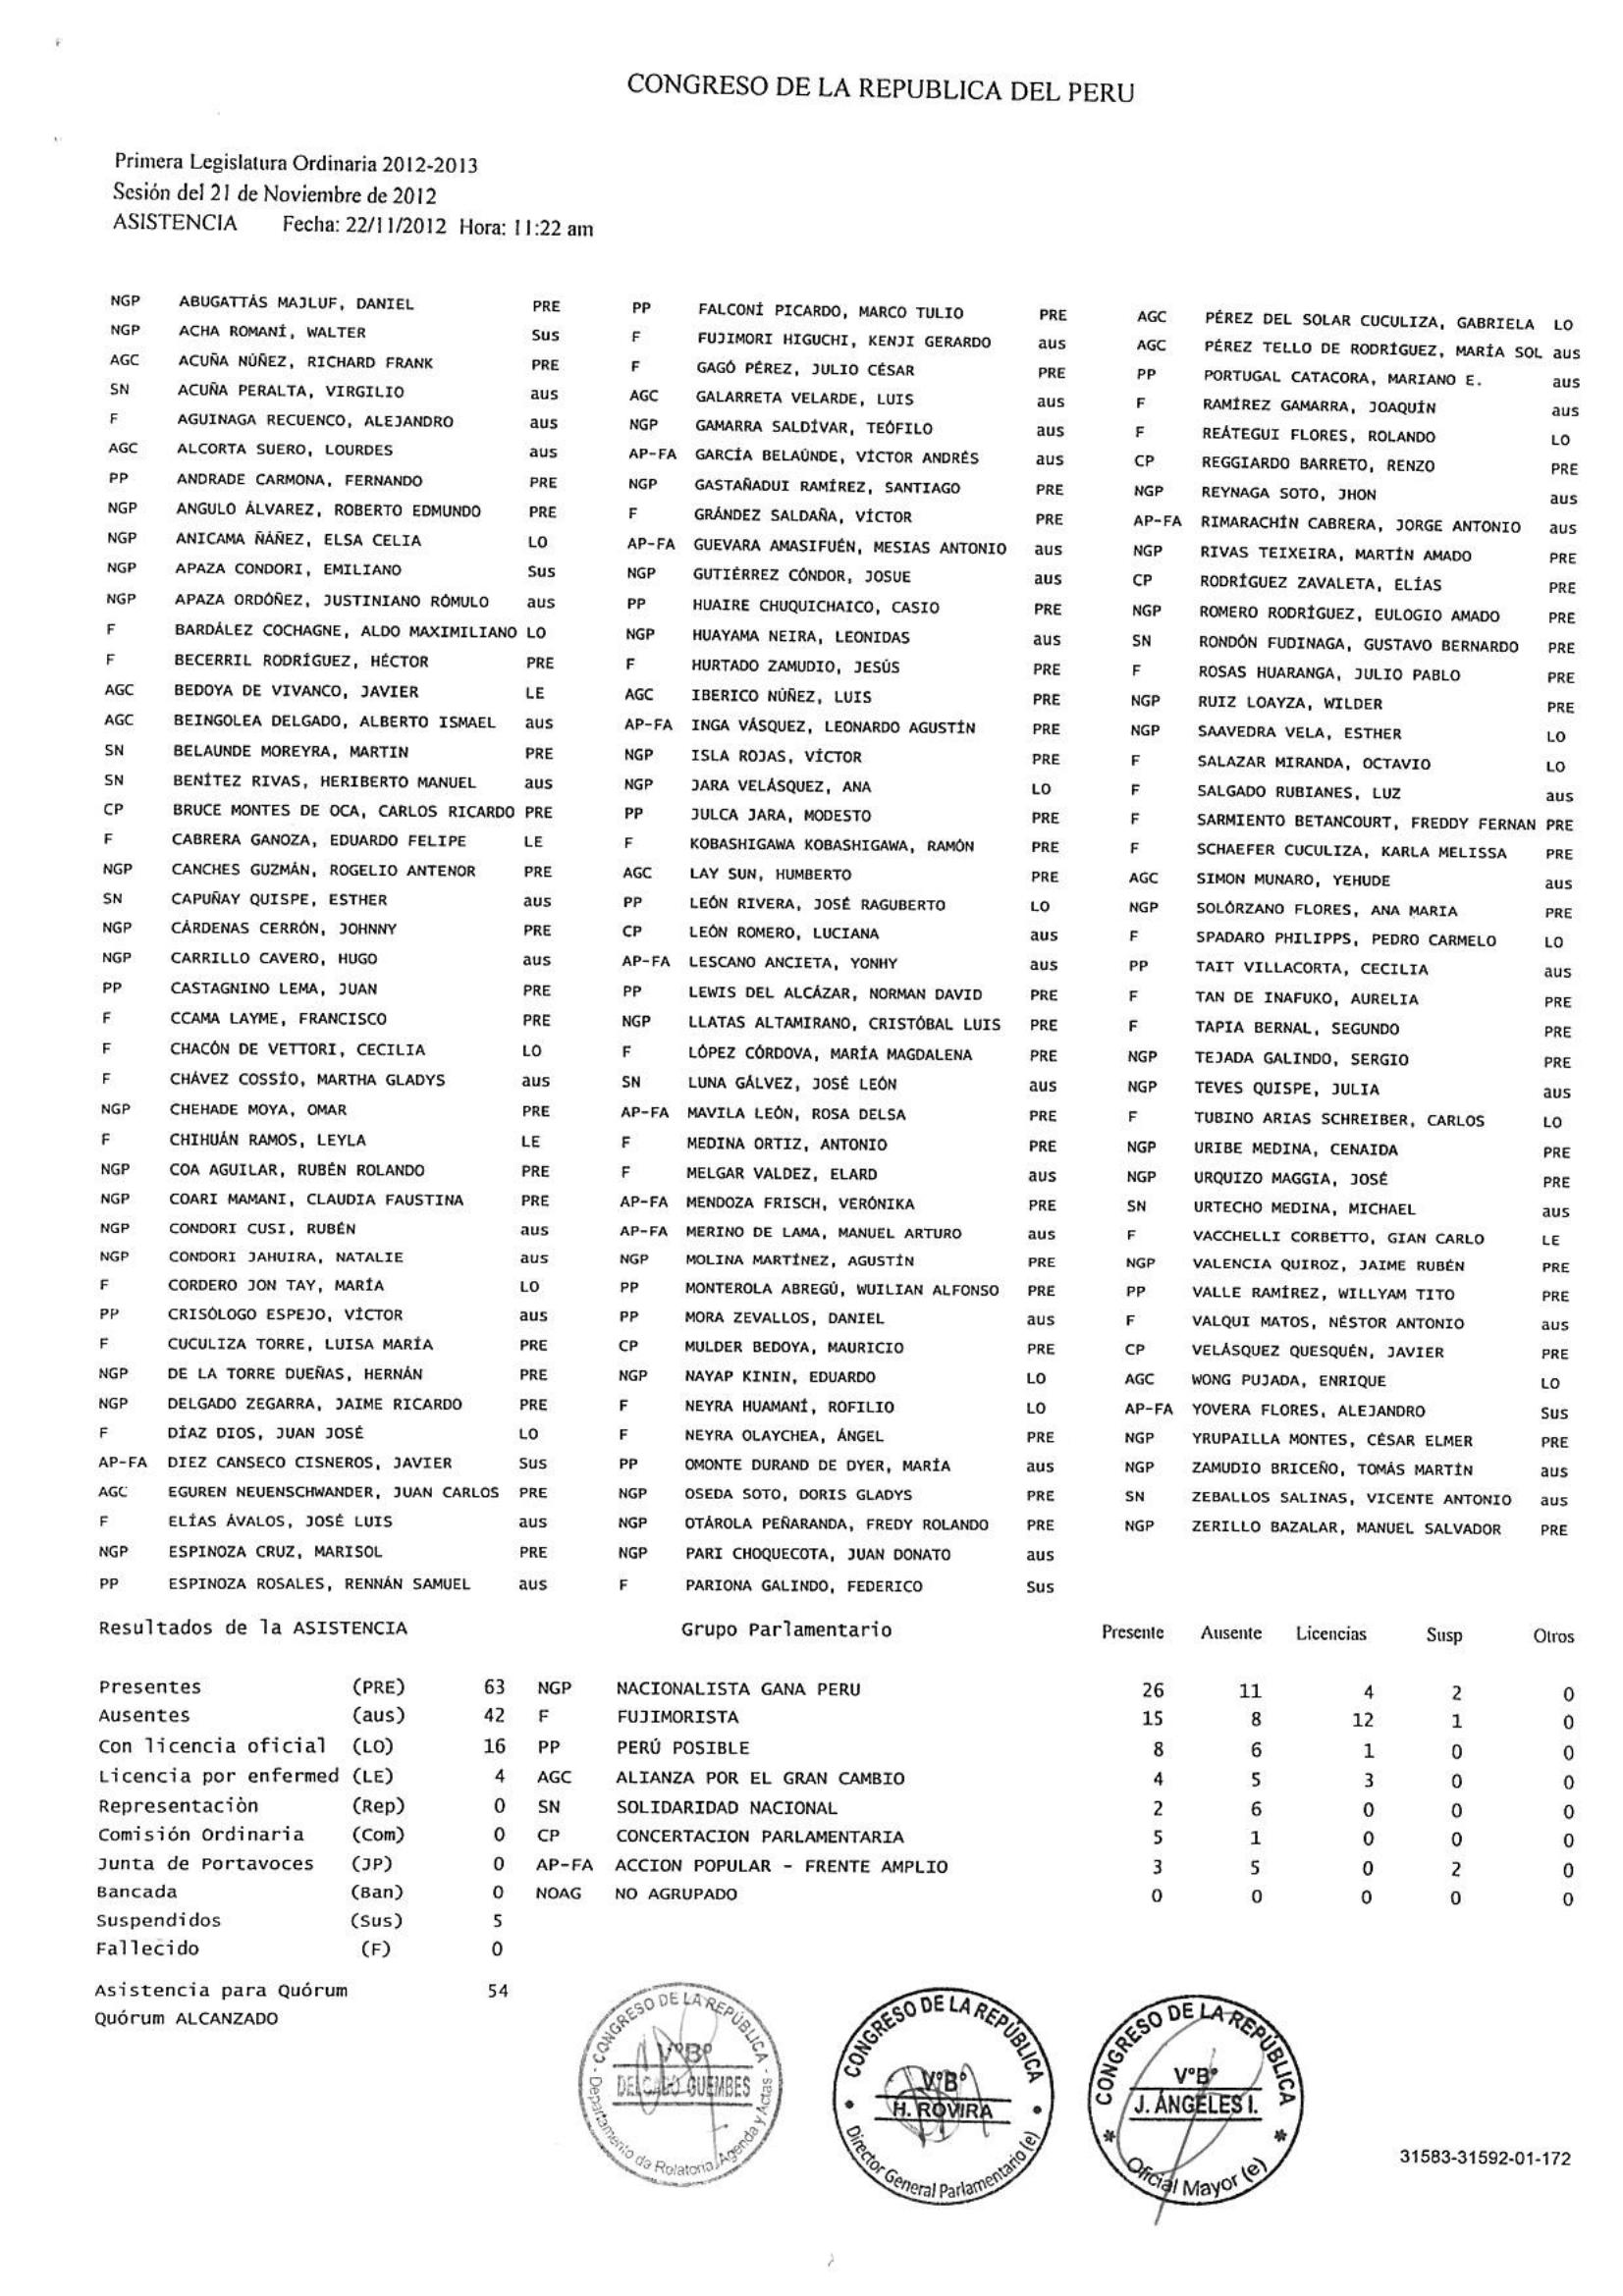 CONGRESO DE LA REPUBLICA DEL PERU
Primera Legislatura Ordinaria 2012-2013
Sesión del 21 de Noviembre de 2012
ASISTENCIA Fecha: 22/11/2012 Hora: 11:22 am
NGP ABUGATTÁS MAJLUF, DANIEL PRE
NGP ACHA ROMANÍ, WALTER Sus
AGC ACUÑA NÚÑEZ, RICHARD FRANK PRE
SN ACUÑA PERALTA, VIRGILIO aus
F AGUINAGA RECUENCO, ALEJANDRO aus
AGC ALCORTA SUERO, LOURDES aus
PP ANDRADE CARMONA, FERNANDO PRE
NGP ANGULO ÁLVAREZ, ROBERTO EDMUNDO PRE
NGP ANICAMA ÑÁÑEZ, ELSA CELIA LO
NGP APAZA CONDORI, EMILIANO Sus
NGP APAZA ORDÓÑEZ, JUSTINIANO RÓMULO aus
F BARDÁLEZ COCHAGNE, ALDO MAXIMILIANO LO
F BECERRIL RODRÍGUEZ, HÉCTOR PRE
AGC BEDOYA DE VIVANCO, JAVIER LE
AGC BEINGOLEA DELGADO, ALBERTO ISMAEL aus
SN BELAUNDE MOREYRA, MARTIN PRE
SN BENÍTEZ RIVAS, HERIBERTO MANUEL aus
CP BRUCE MONTES DE OCA, CARLOS RICARDO PRE
F CABRERA GANOZA, EDUARDO FELIPE LE
NGP CANCHES GUZMÁN, ROGELIO ANTENOR PRE
SN CAPUÑAY QUISPE, ESTHER aus
NGP CÁRDENAS CERRÓN, JOHNNY PRE
NGP CARRILLO CAVERO, HUGO aus
PP CASTAGNINO LEMA, JUAN PRE
F CCAMA LAYME, FRANCISCO PRE
F CHACÓN DE VETTORI, CECILIA LO
F CHÁVEZ COSSÍO, MARTHA GLADYS aus
NGP CHEHADE MOYA, OMAR PRE
F CHIHUÁN RAMOS, LEYLA LE
NGP COA AGUILAR, RUBÉN ROLANDO PRE
NGP COARI MAMANI, CLAUDIA FAUSTINA PRE
NGP CONDORI CUSI, RUBÉN aus
NGP CONDORI JAHUIRA, NATALIE aus
F CORDERO JON TAY, MARÍA LO
PP CRISÓLOGO ESPEJO, VÍCTOR aus
F CUCULIZA TORRE, LUISA MARÍA PRE
NGP DE LA TORRE DUEÑAS, HERNÁN PRE
NGP DELGADO ZEGARRA, JAIME RICARDO PRE
F DÍAZ DIOS, JUAN JOSÉ LO
AP-FA DIEZ CANSECO CISNEROS, JAVIER Sus
AGC EGUREN NEUENSCHWANDER, JUAN CARLOS PRE
F ELÍAS ÁVALOS, JOSÉ LUIS aus
NGP ESPINOZA CRUZ, MARISOL PRE
PP ESPINOZA ROSALES, RENNÁN SAMUEL aus
PP FALCONÍ PICARDO, MARCO TULIO PRE
F FUJIMORI HIGUCHI, KENJI GERARDO aus
F GAGÓ PÉREZ, JULIO CÉSAR PRE
AGC GALARRETA VELARDE, LUIS aus
NGP GAMARRA SALDÍVAR, TEÓFILO aus
AP-FA GARCÍA BELAÚNDE, VÍCTOR ANDRÉS aus
NGP GASTAÑADUI RAMÍREZ, SANTIAGO PRE
F GRÁNDEZ SALDAÑA, VÍCTOR PRE
AP-FA GUEVARA AMASIFUÉN, MESIAS ANTONIO aus
NGP GUTIÉRREZ CÓNDOR, JOSUE aus
PP HUAIRE CHUQUICHAICO, CASIO PRE
NGP HUAYAMA NEIRA, LEONIDAS aus
F HURTADO ZAMUDIO, JESÚS PRE
AGC IBERICO NÚÑEZ, LUIS PRE
AP-FA INGA VÁSQUEZ, LEONARDO AGUSTÍN PRE
NGP ISLA ROJAS, VÍCTOR PRE
NGP JARA VELÁSQUEZ, ANA LO
PP JULCA JARA, MODESTO PRE
F KOBASHIGAWA KOBASHIGAWA, RAMÓN PRE
AGC LAY SUN, HUMBERTO PRE
PP LEÓN RIVERA, JOSÉ RAGUBERTO LO
CP LEÓN ROMERO, LUCIANA aus
AP-FA LESCANO ANCIETA, YONHY aus
PP LEWIS DEL ALCÁZAR, NORMAN DAVID PRE
NGP LLATAS ALTAMIRANO, CRISTÓBAL LUIS PRE
F LÓPEZ CÓRDOVA, MARÍA MAGDALENA PRE
SN LUNA GÁLVEZ, JOSÉ LEÓN aus
AP-FA MAVILA LEÓN, ROSA DELSA PRE
F MEDINA ORTIZ, ANTONIO PRE
F MELGAR VALDEZ, ELARD aus
AP-FA MENDOZA FRISCH, VERÓNIKA PRE
AP-FA MERINO DE LAMA, MANUEL ARTURO aus
NGP MOLINA MARTÍNEZ, AGUSTÍN PRE
PP MONTEROLA ABREGÚ, WUILIAN ALFONSO PRE
PP MORA ZEVALLOS, DANIEL aus
CP MULDER BEDOYA, MAURICIO PRE
NGP NAYAP KININ, EDUARDO LO
F NEYRA HUAMANÍ, ROFILIO LO
F NEYRA OLAYCHEA, ÁNGEL PRE
PP OMONTE DURAND DE DYER, MARÍA aus
NGP OSEDA SOTO, DORIS GLADYS PRE
NGP OTÁROLA PEÑARANDA, FREDY ROLANDO PRE
NGP PARI CHOQUECOTA, JUAN DONATO aus
F PARIONA GALINDO, FEDERICO Sus
AGC PÉREZ DEL SOLAR CUCULIZA, GABRIELA LO
AGC PÉREZ TELLO DE RODRÍGUEZ, MARÍA SOL aus
PP PORTUGAL CATACORA, MARIANO E. aus
F RAMÍREZ GAMARRA, JOAQUÍN aus
F REÁTEGUI FLORES, ROLANDO LO
CP REGGIARDO BARRETO, RENZO PRE
NGP REYNAGA SOTO, JHON aus
AP-FA RIMARACHÍN CABRERA, JORGE ANTONIO aus
NGP RIVAS TEIXEIRA, MARTÍN AMADO PRE
CP RODRÍGUEZ ZAVALETA, ELÍAS PRE
NGP ROMERO RODRÍGUEZ, EULOGIO AMADO PRE
SN RONDÓN FUDINAGA, GUSTAVO BERNARDO PRE
F ROSAS HUARANGA, JULIO PABLO PRE
NGP RUIZ LOAYZA, WILDER PRE
NGP SAAVEDRA VELA, ESTHER LO
F SALAZAR MIRANDA, OCTAVIO LO
F SALGADO RUBIANES, LUZ aus
F SARMIENTO BETANCOURT, FREDDY FERNAN PRE
F SCHAEFER CUCULIZA, KARLA MELISSA PRE
AGC SIMON MUNARO, YEHUDE aus
NGP SOLÓRZANO FLORES, ANA MARIA PRE
F SPADARO PHILIPPS, PEDRO CARMELO LO
PP TAIT VILLACORTA, CECILIA aus
F TAN DE INAFUKO, AURELIA PRE
F TAPIA BERNAL, SEGUNDO PRE
NGP TEJADA GALINDO, SERGIO PRE
NGP TEVES QUISPE, JULIA aus
F TUBINO ARIAS SCHREIBER, CARLOS LO
NGP URIBE MEDINA, CENAIDA PRE
NGP URQUIZO MAGGIA, JOSÉ PRE
SN URTECHO MEDINA, MICHAEL aus
F VACCHELLI CORBETTO, GIAN CARLO LE
NGP VALENCIA QUIROZ, JAIME RUBÉN PRE
PP VALLE RAMÍREZ, WILLYAM TITO PRE
F VALQUI MATOS, NÉSTOR ANTONIO aus
CP VELÁSQUEZ QUESQUÉN, JAVIER PRE
AGC WONG PUJADA, ENRIQUE LO
AP-FA YOVERA FLORES, ALEJANDRO Sus
NGP YRUPAILLA MONTES, CÉSAR ELMER PRE
NGP ZAMUDIO BRICEÑO, TOMÁS MARTÍN aus
SN ZEBALLOS SALINAS, VICENTE ANTONIO aus
NGP ZERILLO BAZALAR, MANUEL SALVADOR PRE
Resultados de la ASISTENCIA
Presentes (PRE) 63
Ausentes (aus) 42
Con licencia oficial (LO) 16
Licencia por enfermed (LE) 4
Representación (Rep) 0
Comisión Ordinaria (Com) 0
Junta de Portavoces (JP) 0
Bancada (Ban) 0
Suspendidos (Sus) 5
Fallecido (F) 0
Asistencia para Quórum 54
Quórum ALCANZADO
Grupo Parlamentario Presente Ausente Licencias Susp Otros
NGP NACIONALISTA GANA PERU 26 11 4 2 0
F FUJIMORISTA 15 8 12 1 0
PP PERÚ POSIBLE 8 6 1 0 0
AGC ALIANZA POR EL GRAN CAMBIO 4 5 3 0 0
SN SOLIDARIDAD NACIONAL 2 6 0 0 0
CP CONCERTACION PARLAMENTARIA 5 1 0 0 0
AP-FA ACCION POPULAR - FRENTE AMPLIO 3 5 0 2 0
NOAG NO AGRUPADO 0 0 0 0 0
CONGRESO DE LA REPÚBLICA
V°B°
DELGADO GUEMBES
Departamento de Relatoria, Agenda y Actas
CONGRESO DE LA REPÚBLICA
V°B°
H. ROVIRA
Director General Parlamentario (e)
CONGRESO DE LA REPÚBLICA
V°B°
J. ÁNGELES I.
Oficial Mayor (e)
31583-31592-01-172